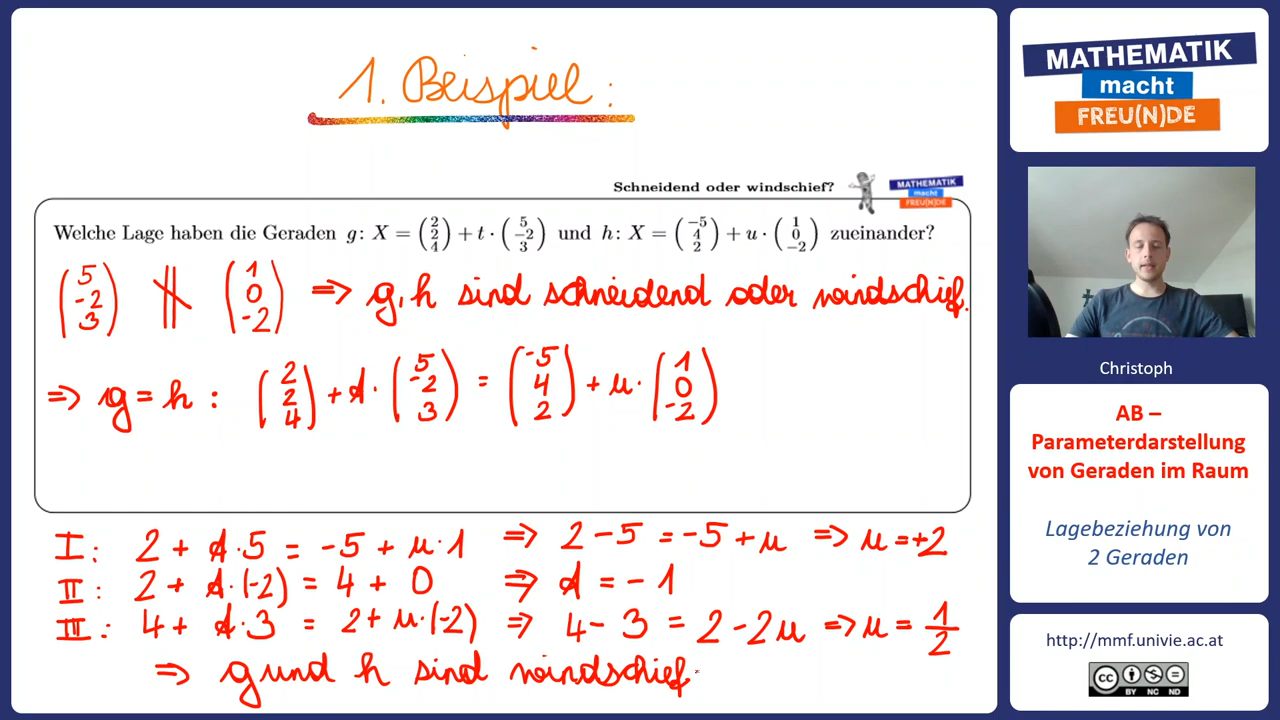 1. Beispiel:
Schneidend oder windschief?
MATHEMATIK
macht
FREU(N)DE
Welche Lage haben die Geraden g: X = (2 2 4) + t · (5 −2 3) und h: X = (−5 4 2) + u · (1 0 −2) zueinander?
(5 -2 3) ∦ (1 0 -2) ⇒ g, h sind schneidend oder windschief.
⇒ g = h : (2 2 4) + t · (5 -2 3) = (-5 4 2) + u · (1 0 -2)
I: 2 + t · 5 = -5 + u · 1 ⇒ 2 - 5 = -5 + u ⇒ u = +2
II: 2 + t · (-2) = 4 + 0 ⇒ t = -1
III: 4 + t · 3 = 2 + u · (-2) ⇒ 4 - 3 = 2 - 2u ⇒ u = 1/2
⇒ g und h sind windschief.
MATHEMATIK
macht
FREU(N)DE
Christoph
AB –
Parameterdarstellung
von Geraden im Raum
Lagebeziehung von
2 Geraden
http://mmf.univie.ac.at
cc
BY NC ND